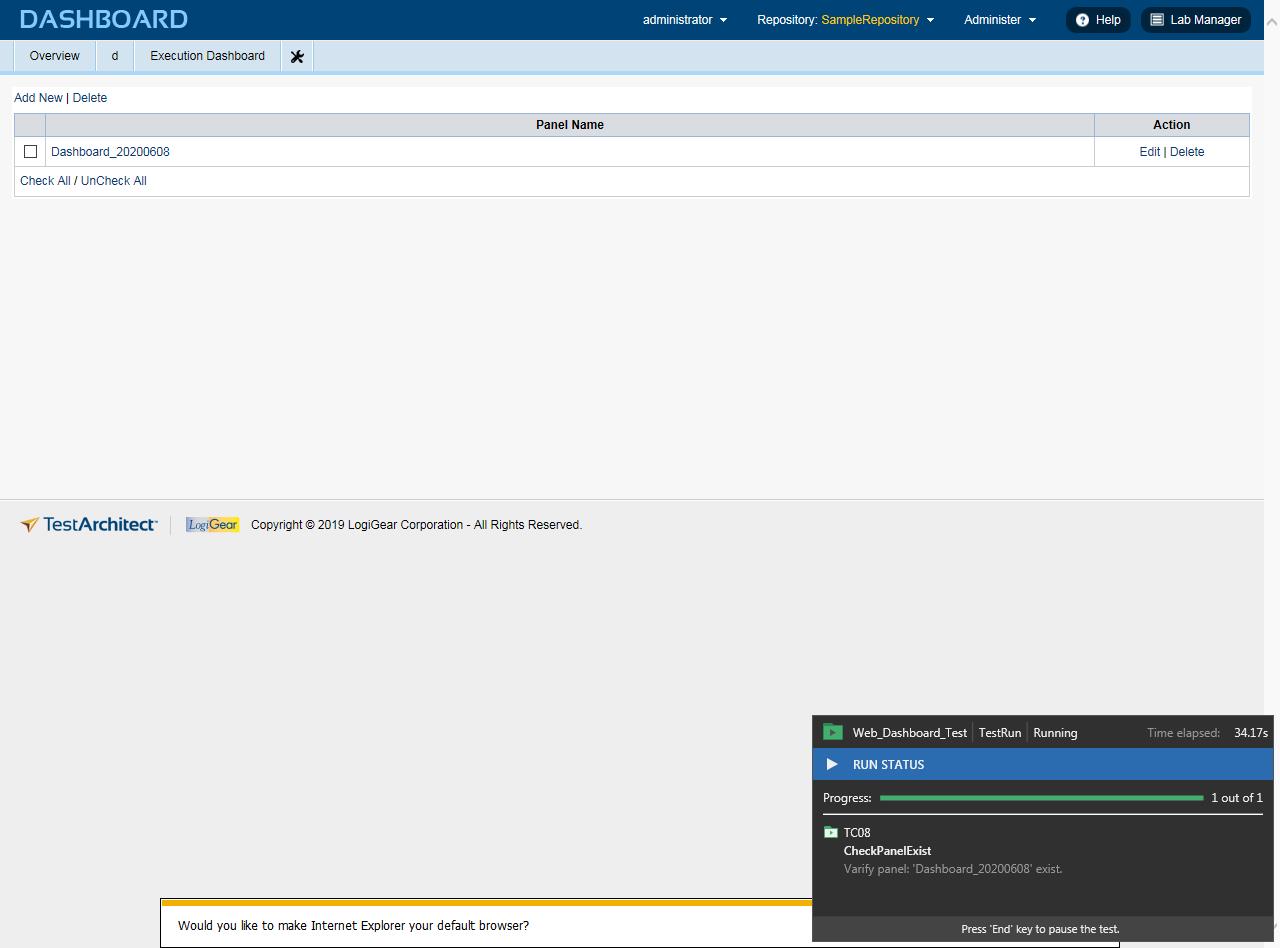 DASHBOARD administrator Repository: SampleRepository Administer Help Lab Manager
Overview d Execution Dashboard
Add New | Delete
Panel Name Action
Dashboard_20200608 Edit | Delete
Check All / UnCheck All
TestArchitect™ LogiGear Copyright © 2019 LogiGear Corporation - All Rights Reserved.
Web_Dashboard_Test TestRun Running Time elapsed: 34.17s
RUN STATUS
Progress: 1 out of 1
TC08
CheckPanelExist
Varify panel: 'Dashboard_20200608' exist.
Would you like to make Internet Explorer your default browser?
Press 'End' key to pause the test.